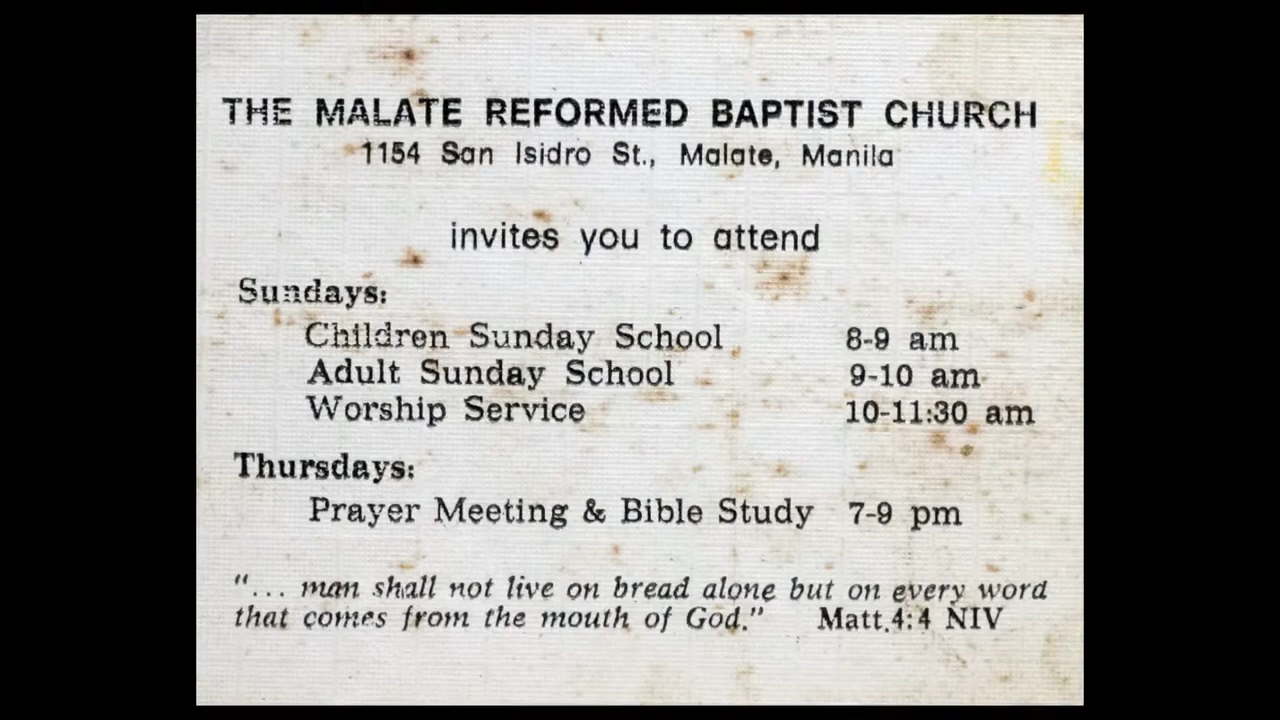 THE MALATE REFORMED BAPTIST CHURCH
1154 San Isidro St., Malate, Manila
invites you to attend
Sundays:
Children Sunday School 8-9 am
Adult Sunday School 9-10 am
Worship Service 10-11:30 am
Thursdays:
Prayer Meeting & Bible Study 7-9 pm
"... man shall not live on bread alone but on every word
that comes from the mouth of God." Matt.4:4 NIV